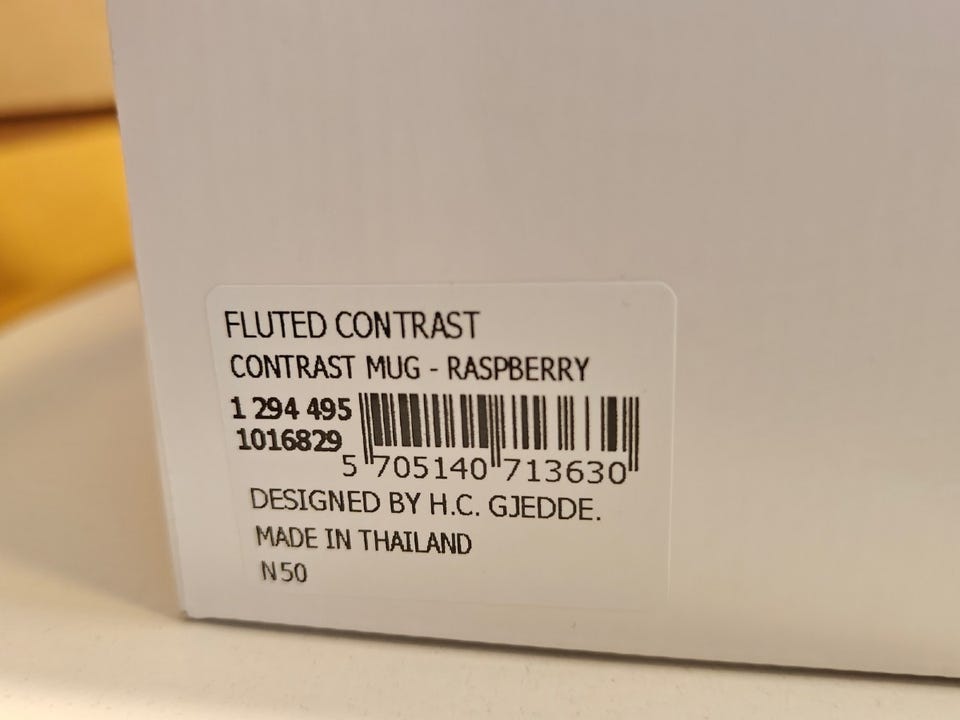 FLUTED CONTRAST
CONTRAST MUG - RASPBERRY
1 294 495
1016829
5 705140 713630
DESIGNED BY H.C. GJEDDE.
MADE IN THAILAND
N50